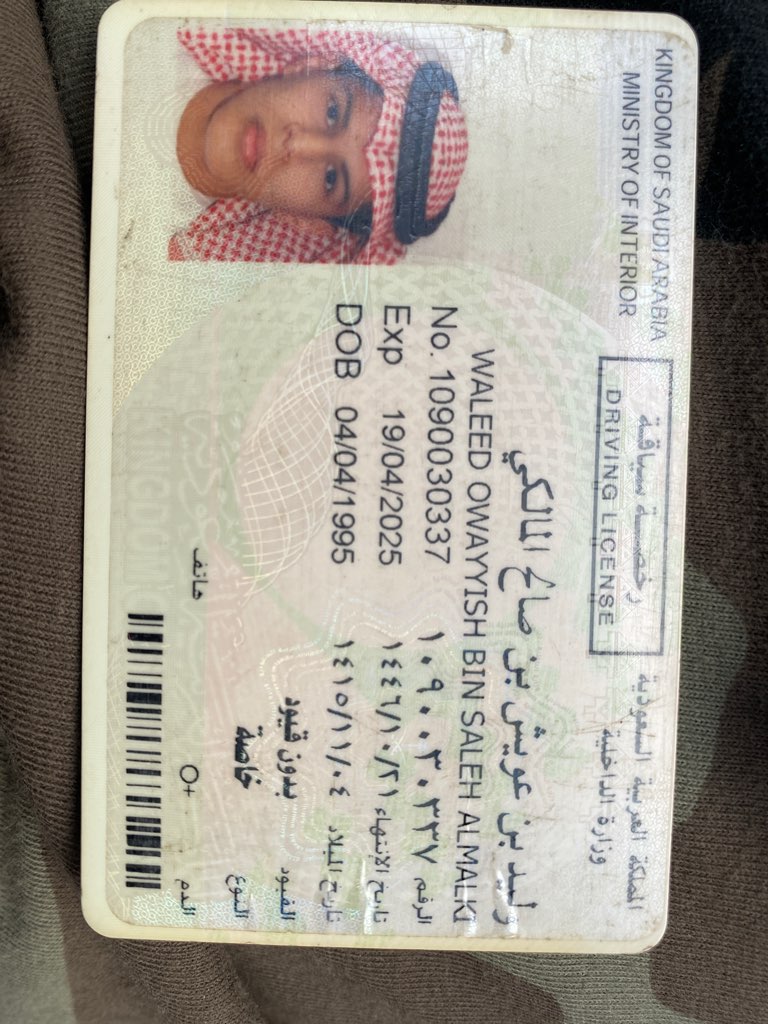 KINGDOM OF SAUDI ARABIA
المملكة العربية السعودية
MINISTRY OF INTERIOR
وزارة الداخلية
رخصة سياقة
DRIVING LICENSE
وليد بن عويش بن صالح المالكي
WALEED OWAYYISH BIN SALEH ALMALKI
No. 1090030337 الرقم ١٠٩٠٠٣٠٣٣٧
Exp 19/04/2025 تاريخ الانتهاء ١٤٤٦/١٠/٢١
DOB 04/04/1995 تاريخ الميلاد ١٤١٥/١١/٠٤
القيود بدون قيود
النوع خاصة
الدم O+ هاتف